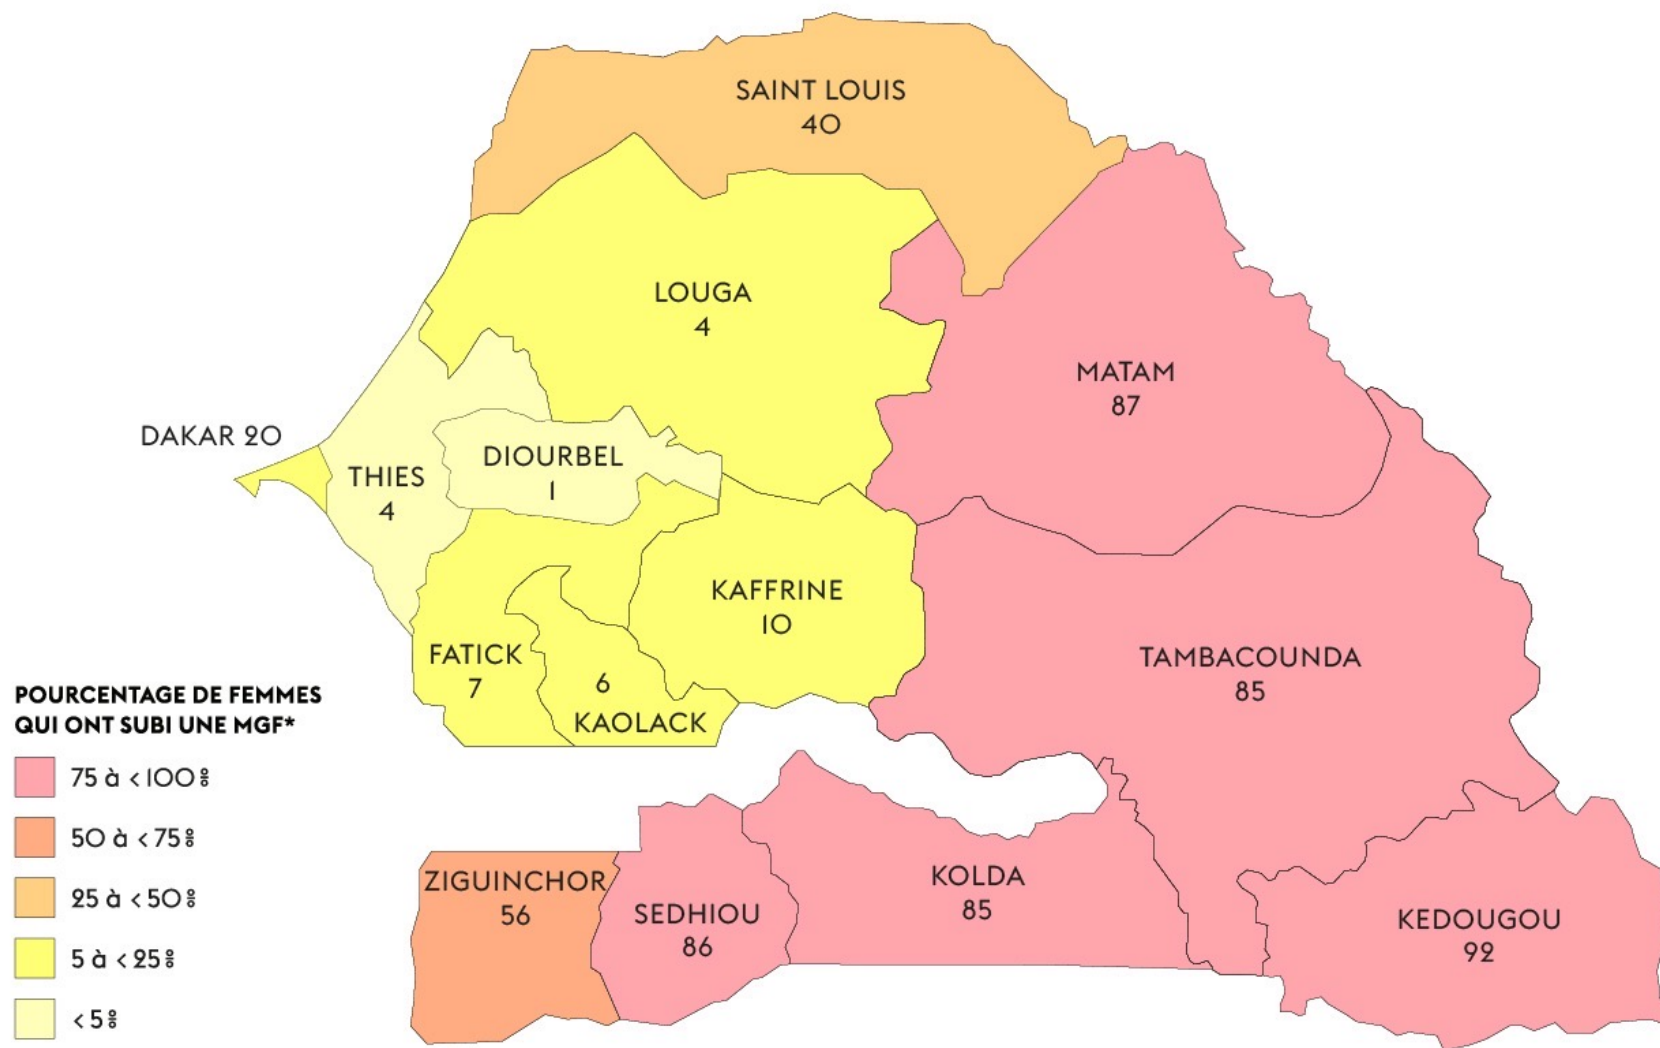 SAINT LOUIS
40
LOUGA
4
MATAM
87
DAKAR 20
THIES
4
DIOURBEL
1
KAFFRINE
10
FATICK
7
6
KAOLACK
TAMBACOUNDA
85
POURCENTAGE DE FEMMES
QUI ONT SUBI UNE MGF*
75 à <100%
50 à <75%
25 à <50%
5 à <25%
<5%
ZIGUINCHOR
56
SEDHIOU
86
KOLDA
85
KEDOUGOU
92